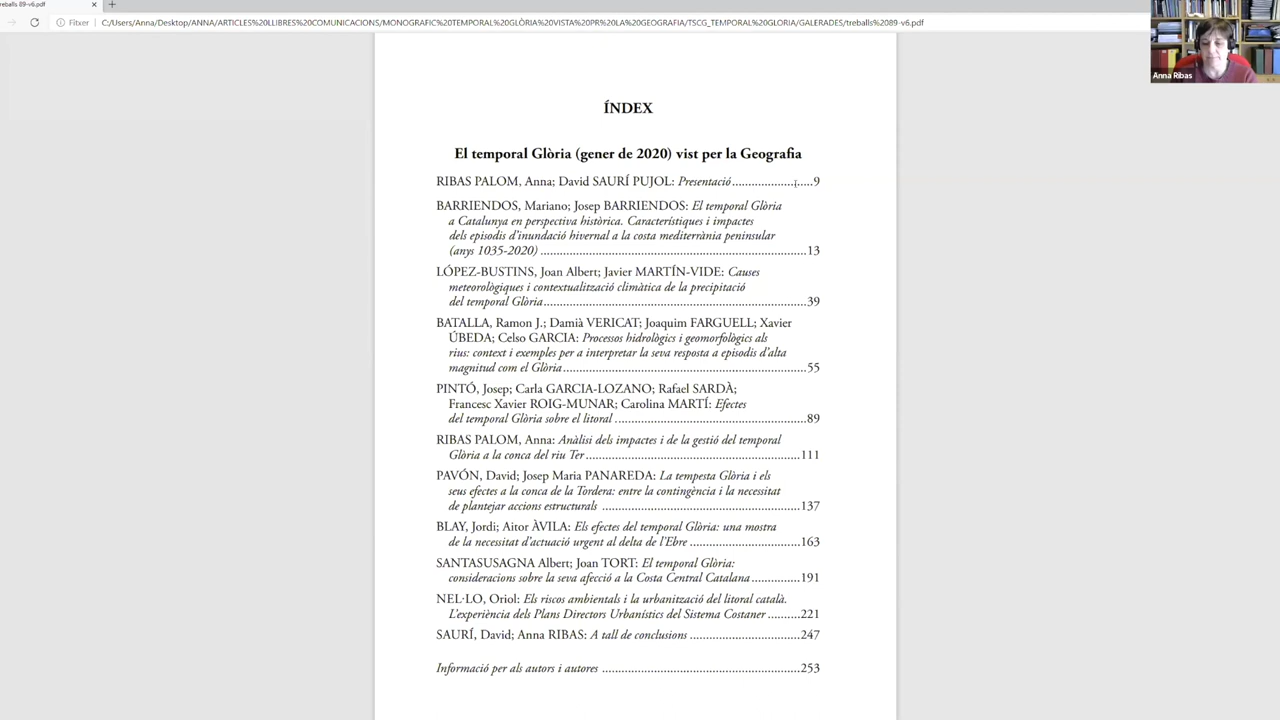 treballs 89-v6.pdf
Fitxer
C:/Users/Anna/Desktop/ANNA/ARTICLES%20LLIBRES%20COMUNICACIONS/MONOGRAFIC%20TEMPORAL%20GLÒRIA%20VISTA%20PR%20LA%20GEOGRAFIA/TSCG_TEMPORAL%20GLORIA/GALERADES/treballs%2089-v6.pdf
Anna Ribas
ÍNDEX
El temporal Glòria (gener de 2020) vist per la Geografia
RIBAS PALOM, Anna; David SAURÍ PUJOL: Presentació....................9
BARRIENDOS, Mariano; Josep BARRIENDOS: El temporal Glòria
a Catalunya en perspectiva històrica. Característiques i impactes
dels episodis d'inundació hivernal a la costa mediterrània peninsular
(anys 1035-2020) ....................13
LÓPEZ-BUSTINS, Joan Albert; Javier MARTÍN-VIDE: Causes
meteorològiques i contextualització climàtica de la precipitació
del temporal Glòria....................39
BATALLA, Ramon J.; Damià VERICAT; Joaquim FARGUELL; Xavier
ÚBEDA; Celso GARCIA: Processos hidrològics i geomorfològics als
rius: context i exemples per a interpretar la seva resposta a episodis d'alta
magnitud com el Glòria....................55
PINTÓ, Josep; Carla GARCIA-LOZANO; Rafael SARDÀ;
Francesc Xavier ROIG-MUNAR; Carolina MARTÍ: Efectes
del temporal Glòria sobre el litoral ....................89
RIBAS PALOM, Anna: Anàlisi dels impactes i de la gestió del temporal
Glòria a la conca del riu Ter....................111
PAVÓN, David; Josep Maria PANAREDA: La tempesta Glòria i els
seus efectes a la conca de la Tordera: entre la contingència i la necessitat
de plantejar accions estructurals ....................137
BLAY, Jordi; Aitor ÀVILA: Els efectes del temporal Glòria: una mostra
de la necessitat d'actuació urgent al delta de l'Ebre ....................163
SANTASUSAGNA Albert; Joan TORT: El temporal Glòria:
consideracions sobre la seva afecció a la Costa Central Catalana.............191
NEL·LO, Oriol: Els riscos ambientals i la urbanització del litoral català.
L'experiència dels Plans Directors Urbanístics del Sistema Costaner ..........221
SAURÍ, David; Anna RIBAS: A tall de conclusions ....................247
Informació per als autors i autores ....................253